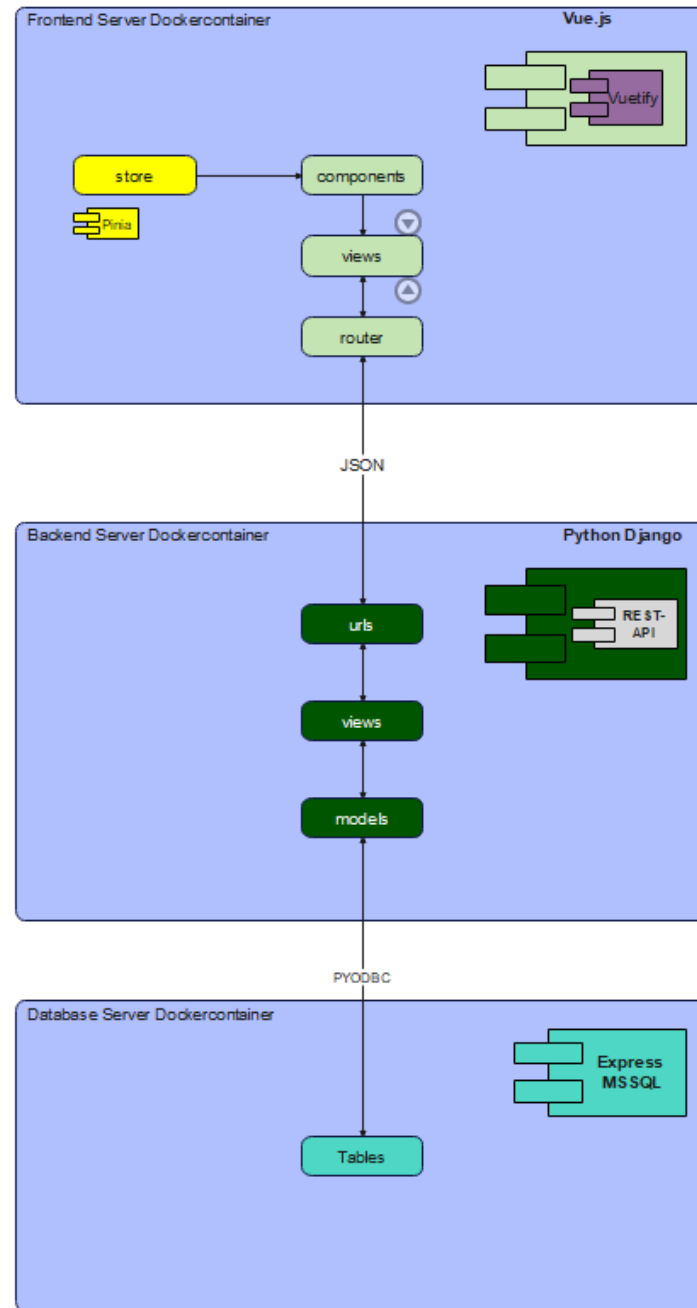 Frontend Server Dockercontainer
Vue.js
Vuetify
store
components
Pinia
views
router
JSON
Backend Server Dockercontainer
Python Django
REST-
API
urls
views
models
PYODBC
Database Server Dockercontainer
Express
MSSQL
Tables